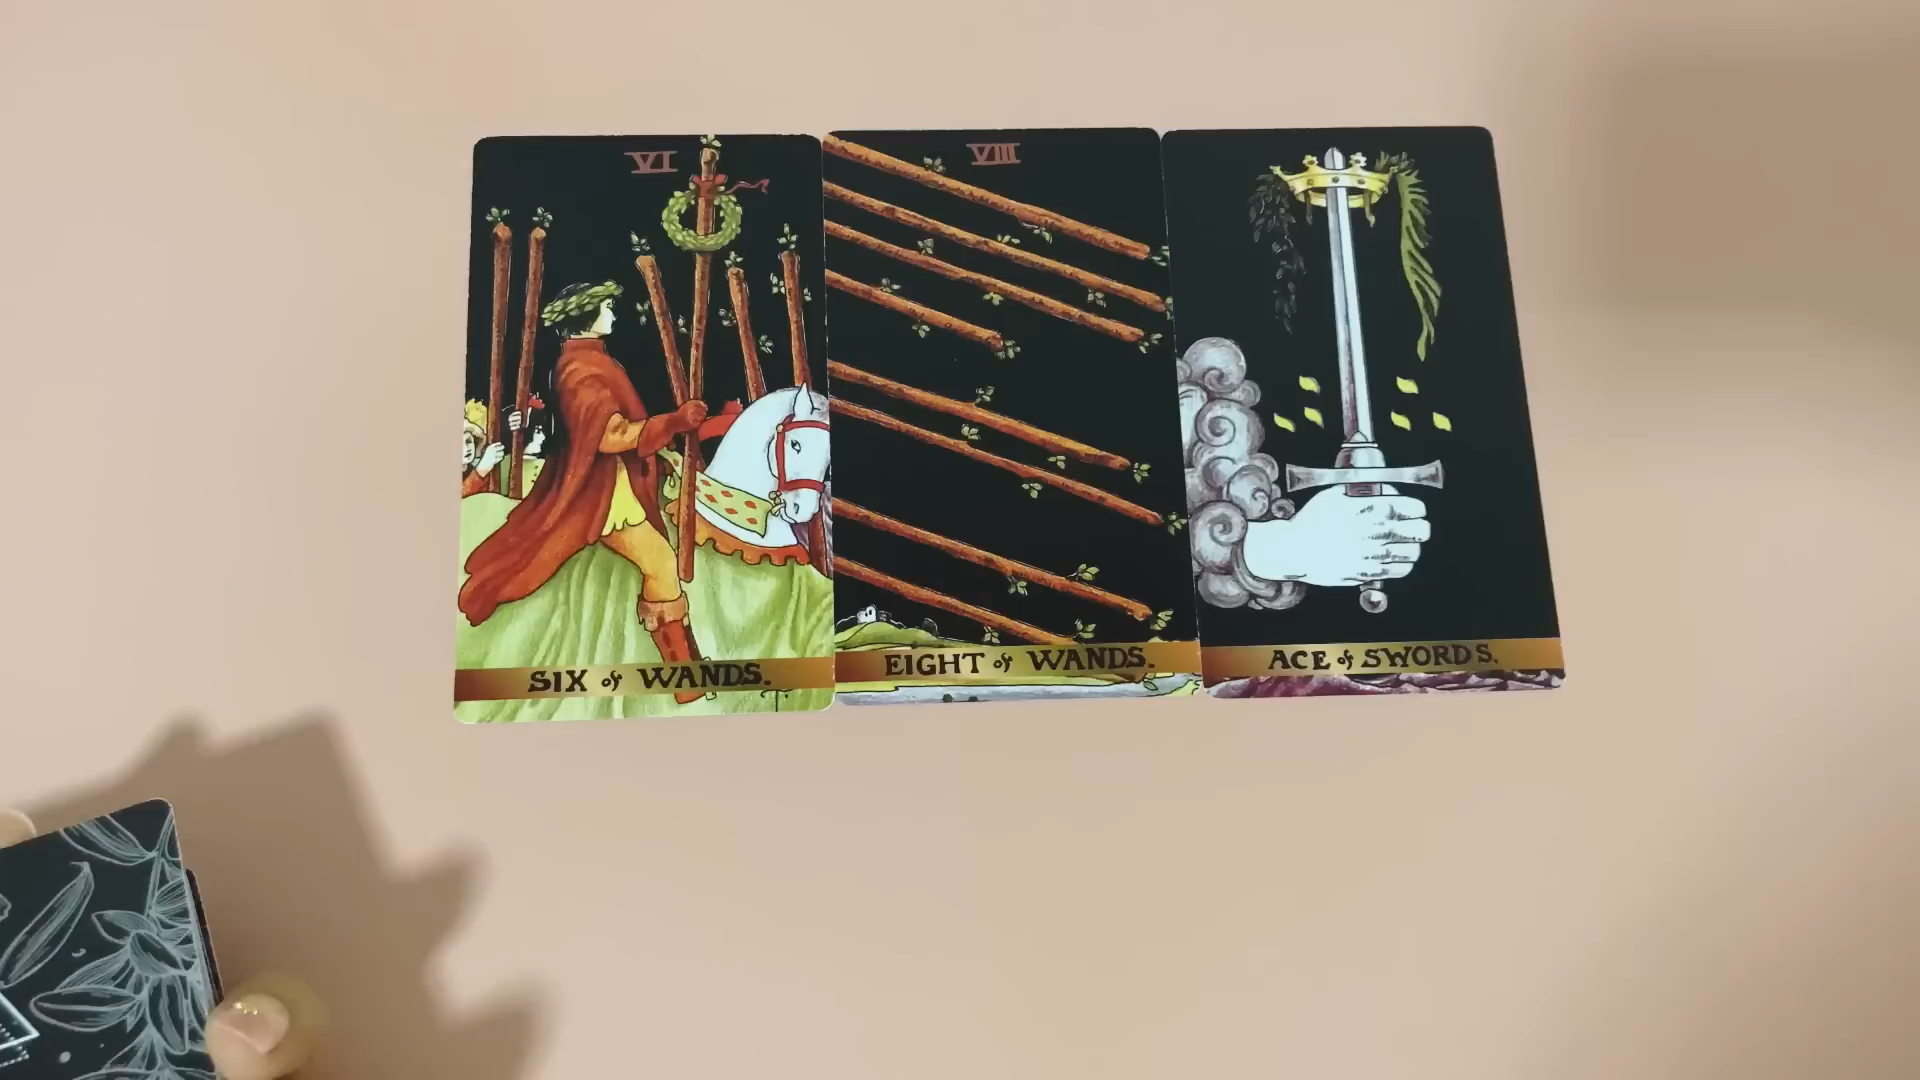 VI
VIII
SIX of WANDS.
EIGHT of WANDS.
ACE of SWORDS.